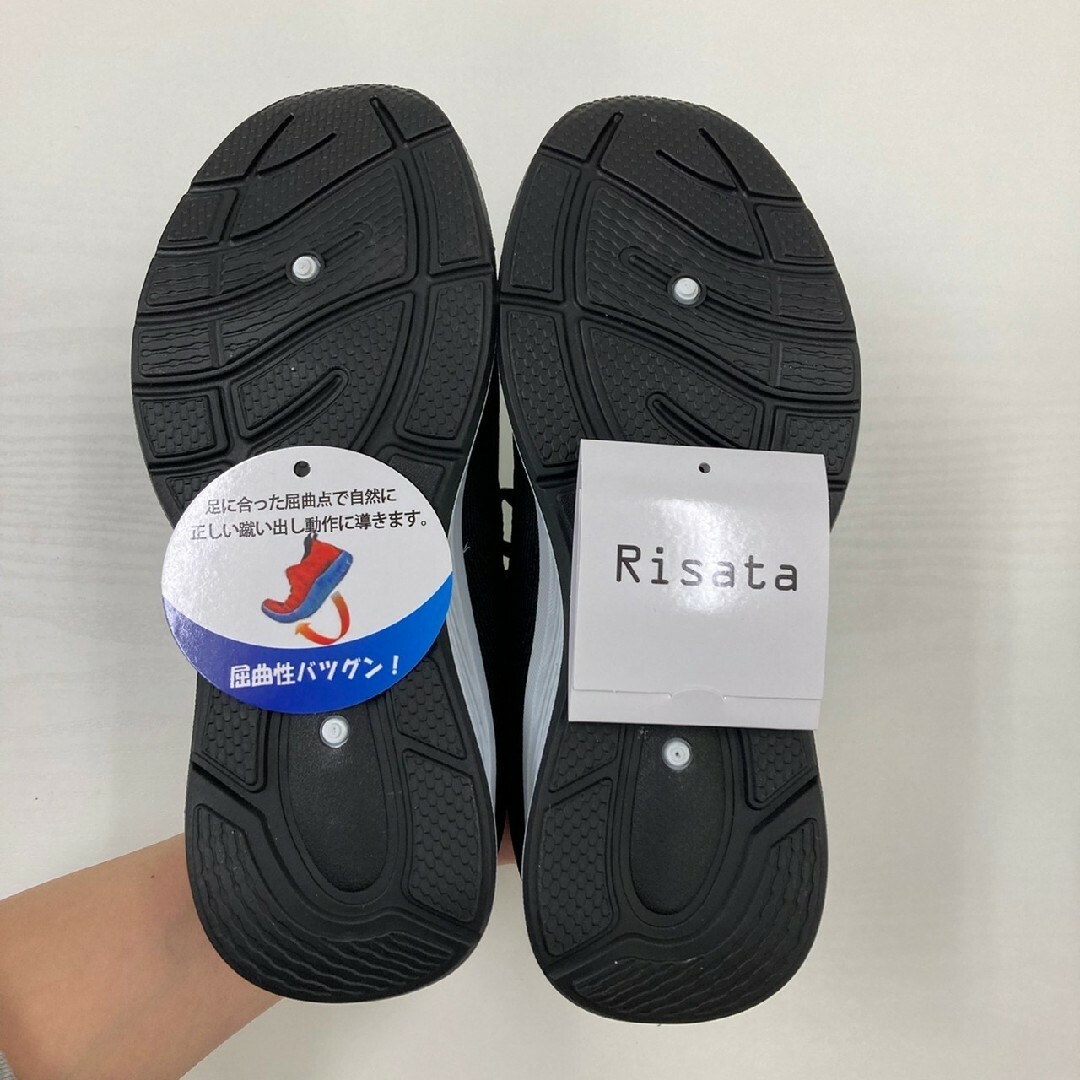 足に合った屈曲点で自然に
正しい蹴い出し動作に導きます。
屈曲性バツグン！
Risata